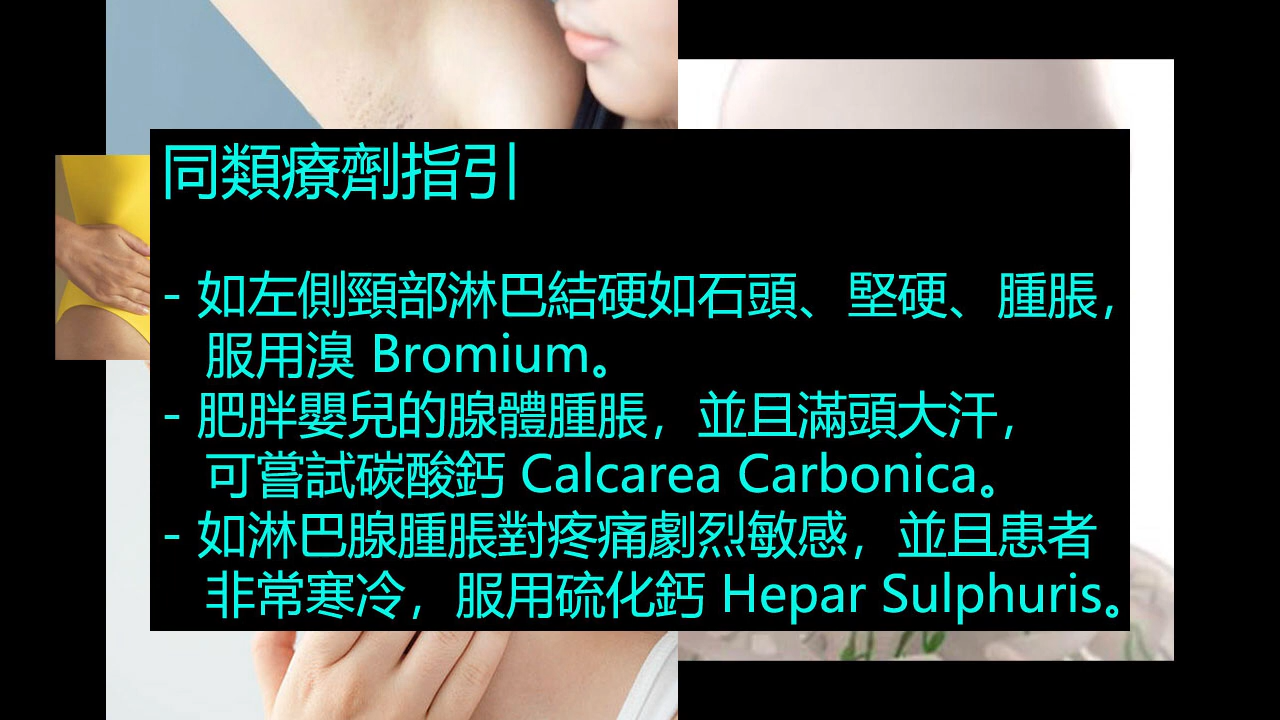 同類療劑指引
- 如左側頸部淋巴結硬如石頭、堅硬、腫脹，
服用溴 Bromium。
- 肥胖嬰兒的腺體腫脹，並且滿頭大汗，
可嘗試碳酸鈣 Calcarea Carbonica。
- 如淋巴腺腫脹對疼痛劇烈敏感，並且患者
非常寒冷，服用硫化鈣 Hepar Sulphuris。